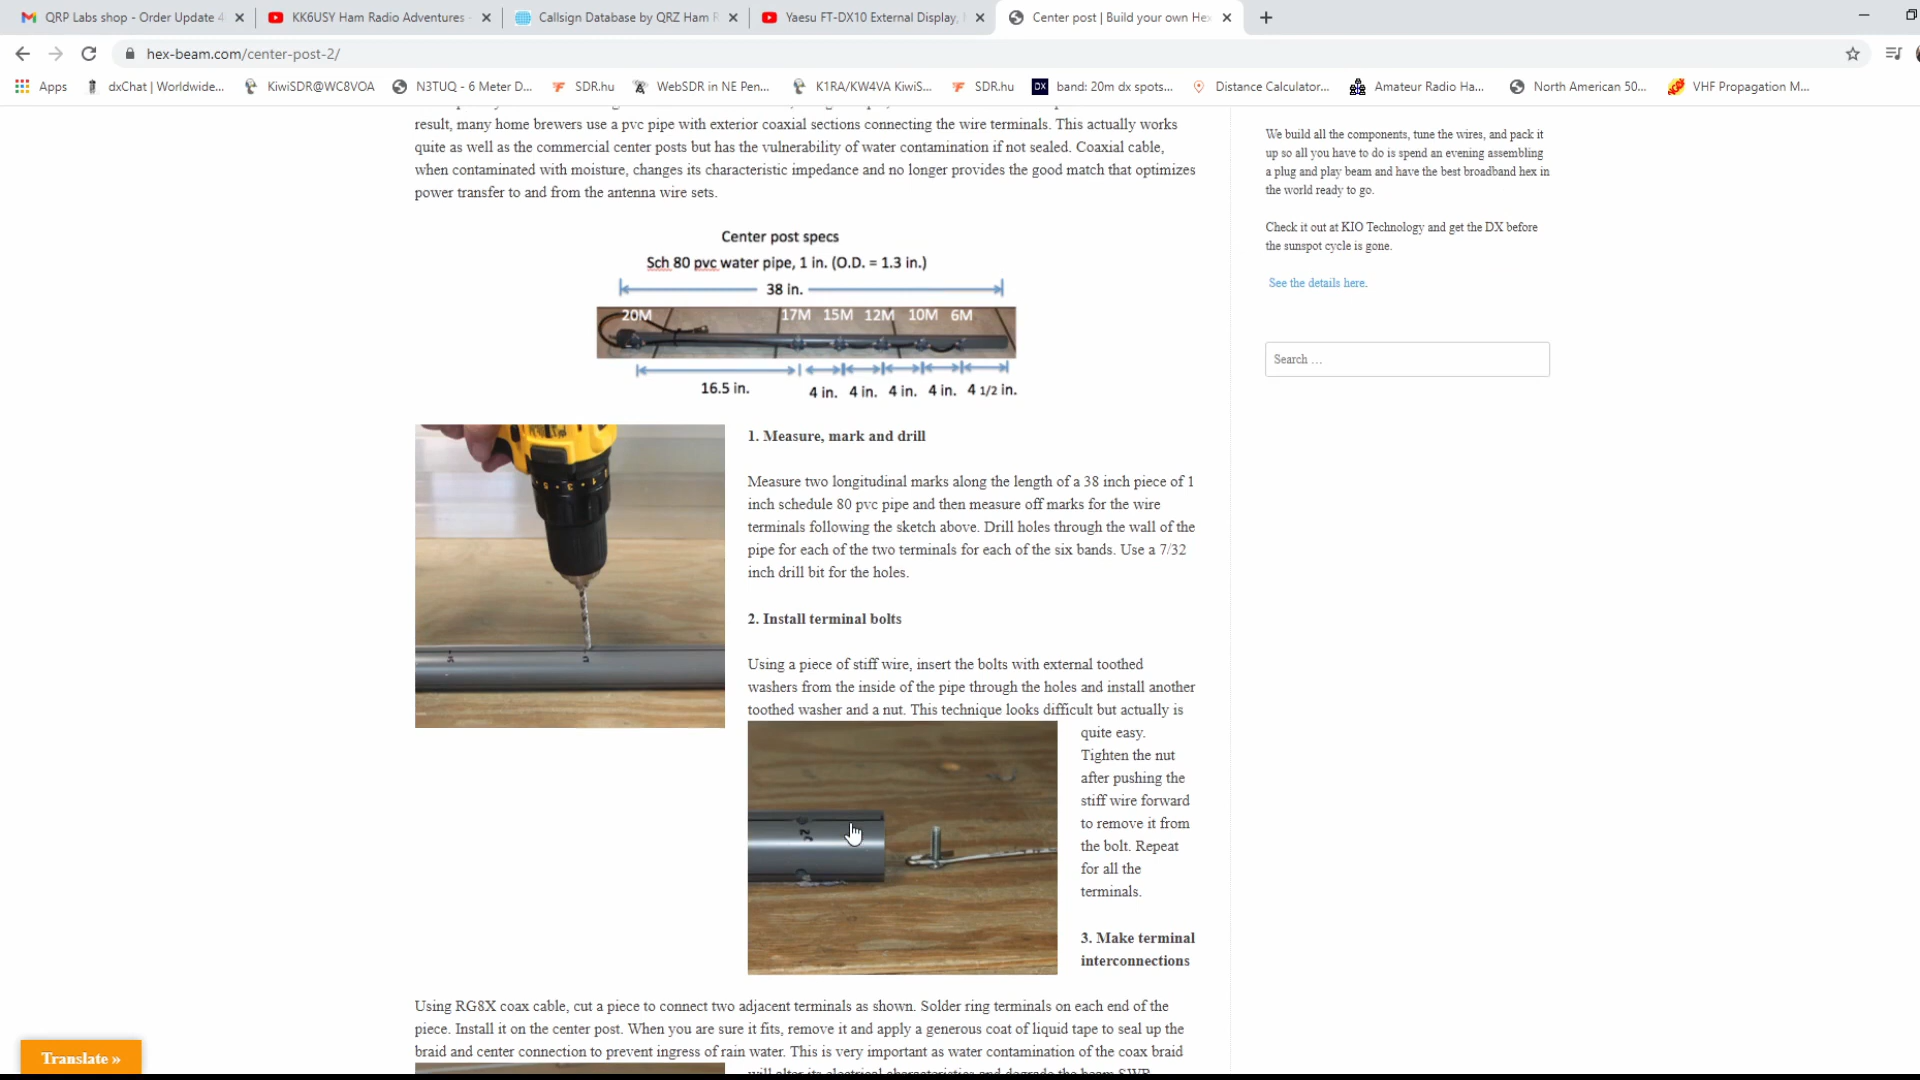 QRP Labs shop - Order Update 4
KK6USY Ham Radio Adventures -
Callsign Database by QRZ Ham R
Yaesu FT-DX10 External Display,
Center post | Build your own He
hex-beam.com/center-post-2/
Apps
dxChat | Worldwide...
KiwiSDR@WC8VOA
N3TUQ - 6 Meter D...
SDR.hu
WebSDR in NE Pen...
K1RA/KW4VA KiwiS...
SDR.hu
DX
band: 20m dx spots...
Distance Calculator...
Amateur Radio Ha...
North American 50...
VHF Propagation M...
result, many home brewers use a pvc pipe with exterior coaxial sections connecting the wire terminals. This actually works
quite as well as the commercial center posts but has the vulnerability of water contamination if not sealed. Coaxial cable,
when contaminated with moisture, changes its characteristic impedance and no longer provides the good match that optimizes
power transfer to and from the antenna wire sets.
Center post specs
Sch 80 pvc water pipe, 1 in. (O.D. = 1.3 in.)
38 in.
20M 17M 15M 12M 10M 6M
16.5 in. 4 in. 4 in. 4 in. 4 in. 4 1/2 in.
1. Measure, mark and drill
Measure two longitudinal marks along the length of a 38 inch piece of 1
inch schedule 80 pvc pipe and then measure off marks for the wire
terminals following the sketch above. Drill holes through the wall of the
pipe for each of the two terminals for each of the six bands. Use a 7/32
inch drill bit for the holes.
2. Install terminal bolts
Using a piece of stiff wire, insert the bolts with external toothed
washers from the inside of the pipe through the holes and install another
toothed washer and a nut. This technique looks difficult but actually is
quite easy.
Tighten the nut
after pushing the
stiff wire forward
to remove it from
the bolt. Repeat
for all the
terminals.
3. Make terminal
interconnections
Using RG8X coax cable, cut a piece to connect two adjacent terminals as shown. Solder ring terminals on each end of the
piece. Install it on the center post. When you are sure it fits, remove it and apply a generous coat of liquid tape to seal up the
braid and center connection to prevent ingress of rain water. This is very important as water contamination of the coax braid
will alter its electrical characteristics and degrade the beam SWR
We build all the components, tune the wires, and pack it
up so all you have to do is spend an evening assembling
a plug and play beam and have the best broadband hex in
the world ready to go.
Check it out at KIO Technology and get the DX before
the sunspot cycle is gone.
See the details here.
Search ...
Translate »